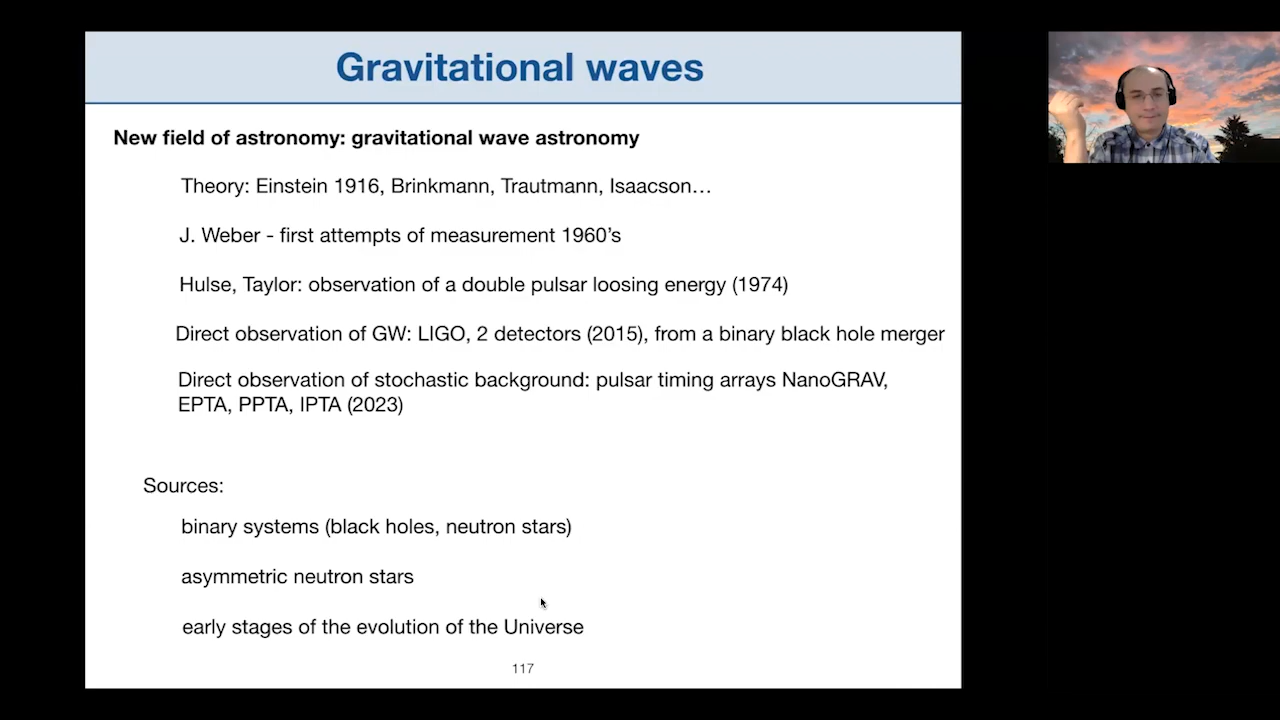 Gravitational waves
New field of astronomy: gravitational wave astronomy
Theory: Einstein 1916, Brinkmann, Trautmann, Isaacson…
J. Weber - first attempts of measurement 1960’s
Hulse, Taylor: observation of a double pulsar loosing energy (1974)
Direct observation of GW: LIGO, 2 detectors (2015), from a binary black hole merger
Direct observation of stochastic background: pulsar timing arrays NanoGRAV,
EPTA, PPTA, IPTA (2023)
Sources:
binary systems (black holes, neutron stars)
asymmetric neutron stars
early stages of the evolution of the Universe
117